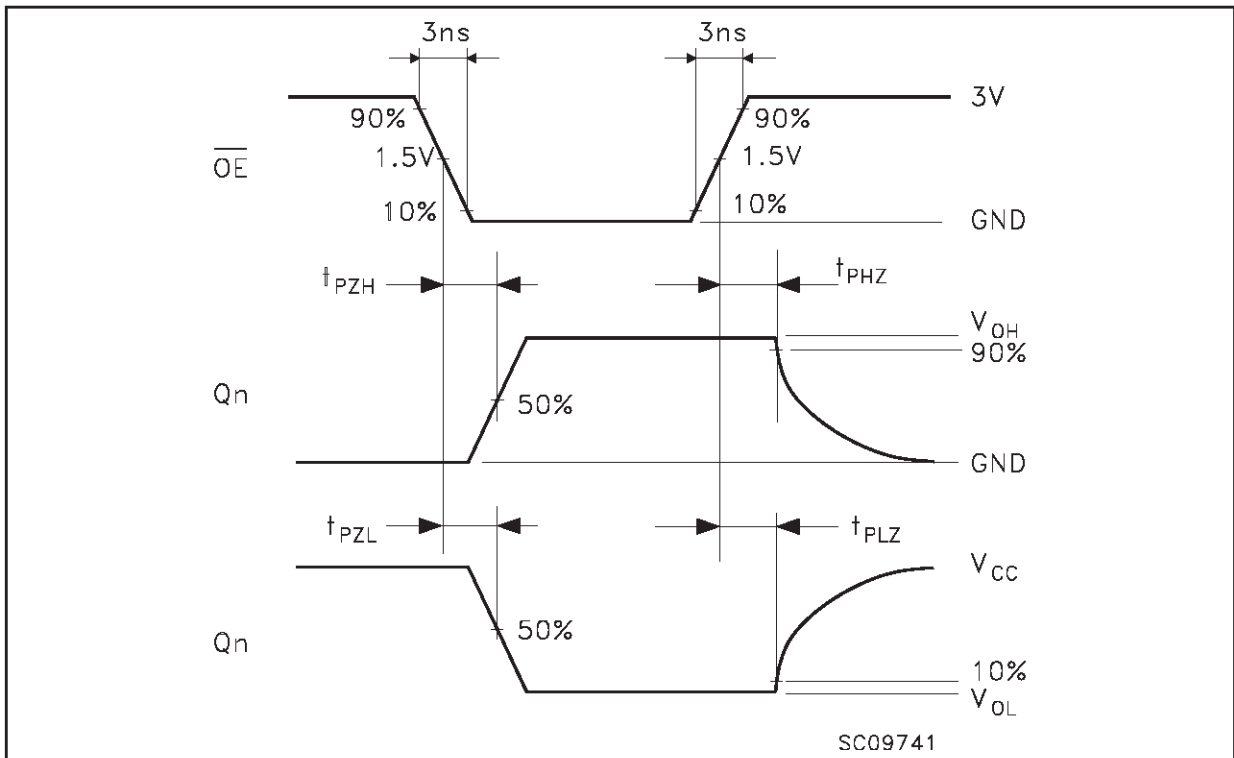 3ns 3ns
3V
90% 90%
1.5V 1.5V
OE
10% 10%
GND
tPZH tPHZ
VOH
90%
Qn
50%
GND
tPZL tPLZ
VCC
50%
Qn
10%
VOL
SC09741